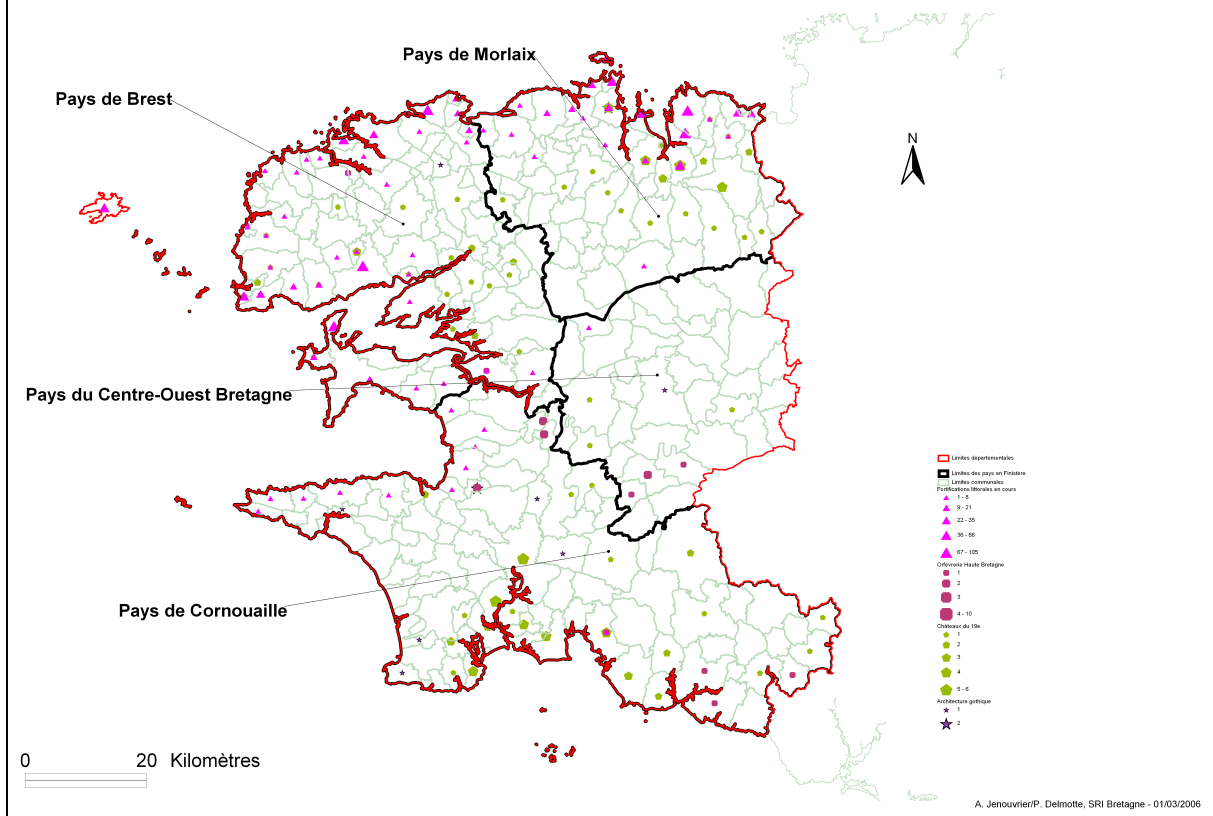 Pays de Morlaix
Pays de Brest
N
Pays du Centre-Ouest Bretagne
Pays de Cornouaille
Limites départementales
Limites des pays en Finistère
Limites communales
Fortifications littorales en cours
1 - 8
9 - 21
22 - 35
36 - 66
67 - 105
Orfèvrerie Haute Bretagne
1
2
3
4 - 10
Châteaux du 19e
1
2
3
4
5 - 6
Architecture gothique
1
2
0 20 Kilomètres
A. Jenouvrier/P. Delmotte, SRI Bretagne - 01/03/2006